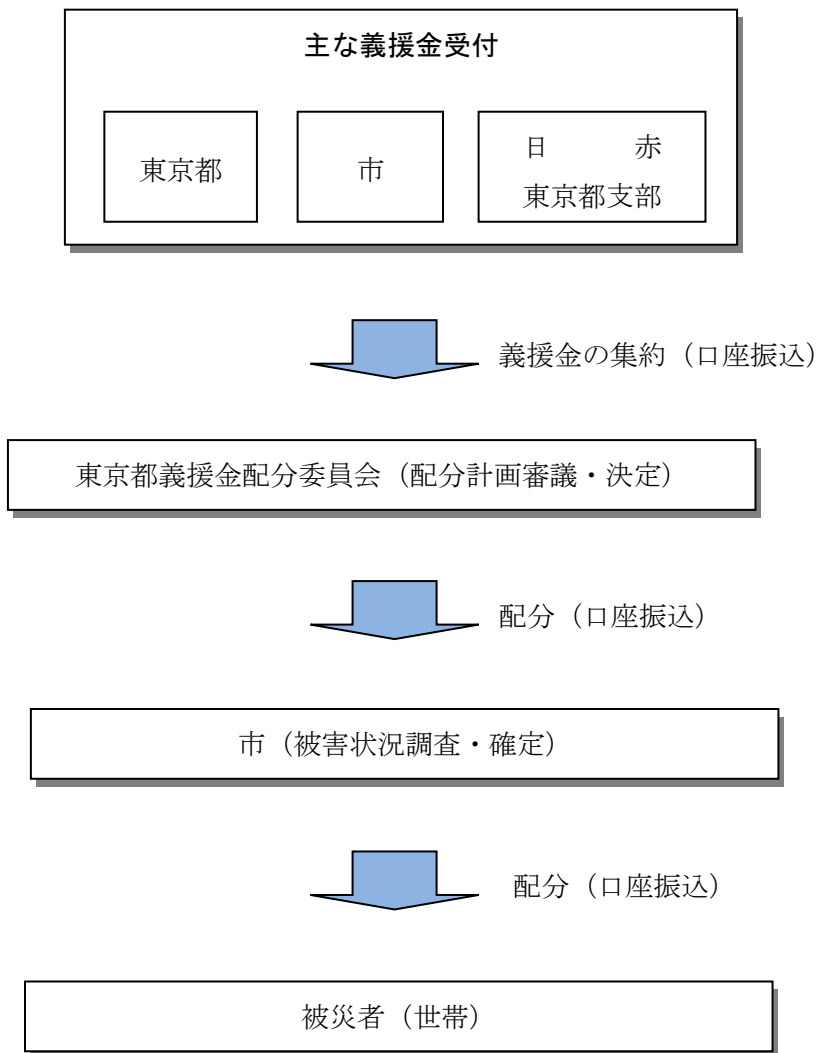 主な義援金受付
東京都
市
日　　　赤
東京都支部
義援金の集約（口座振込）
東京都義援金配分委員会（配分計画審議・決定）
配分（口座振込）
市（被害状況調査・確定）
配分（口座振込）
被災者（世帯）